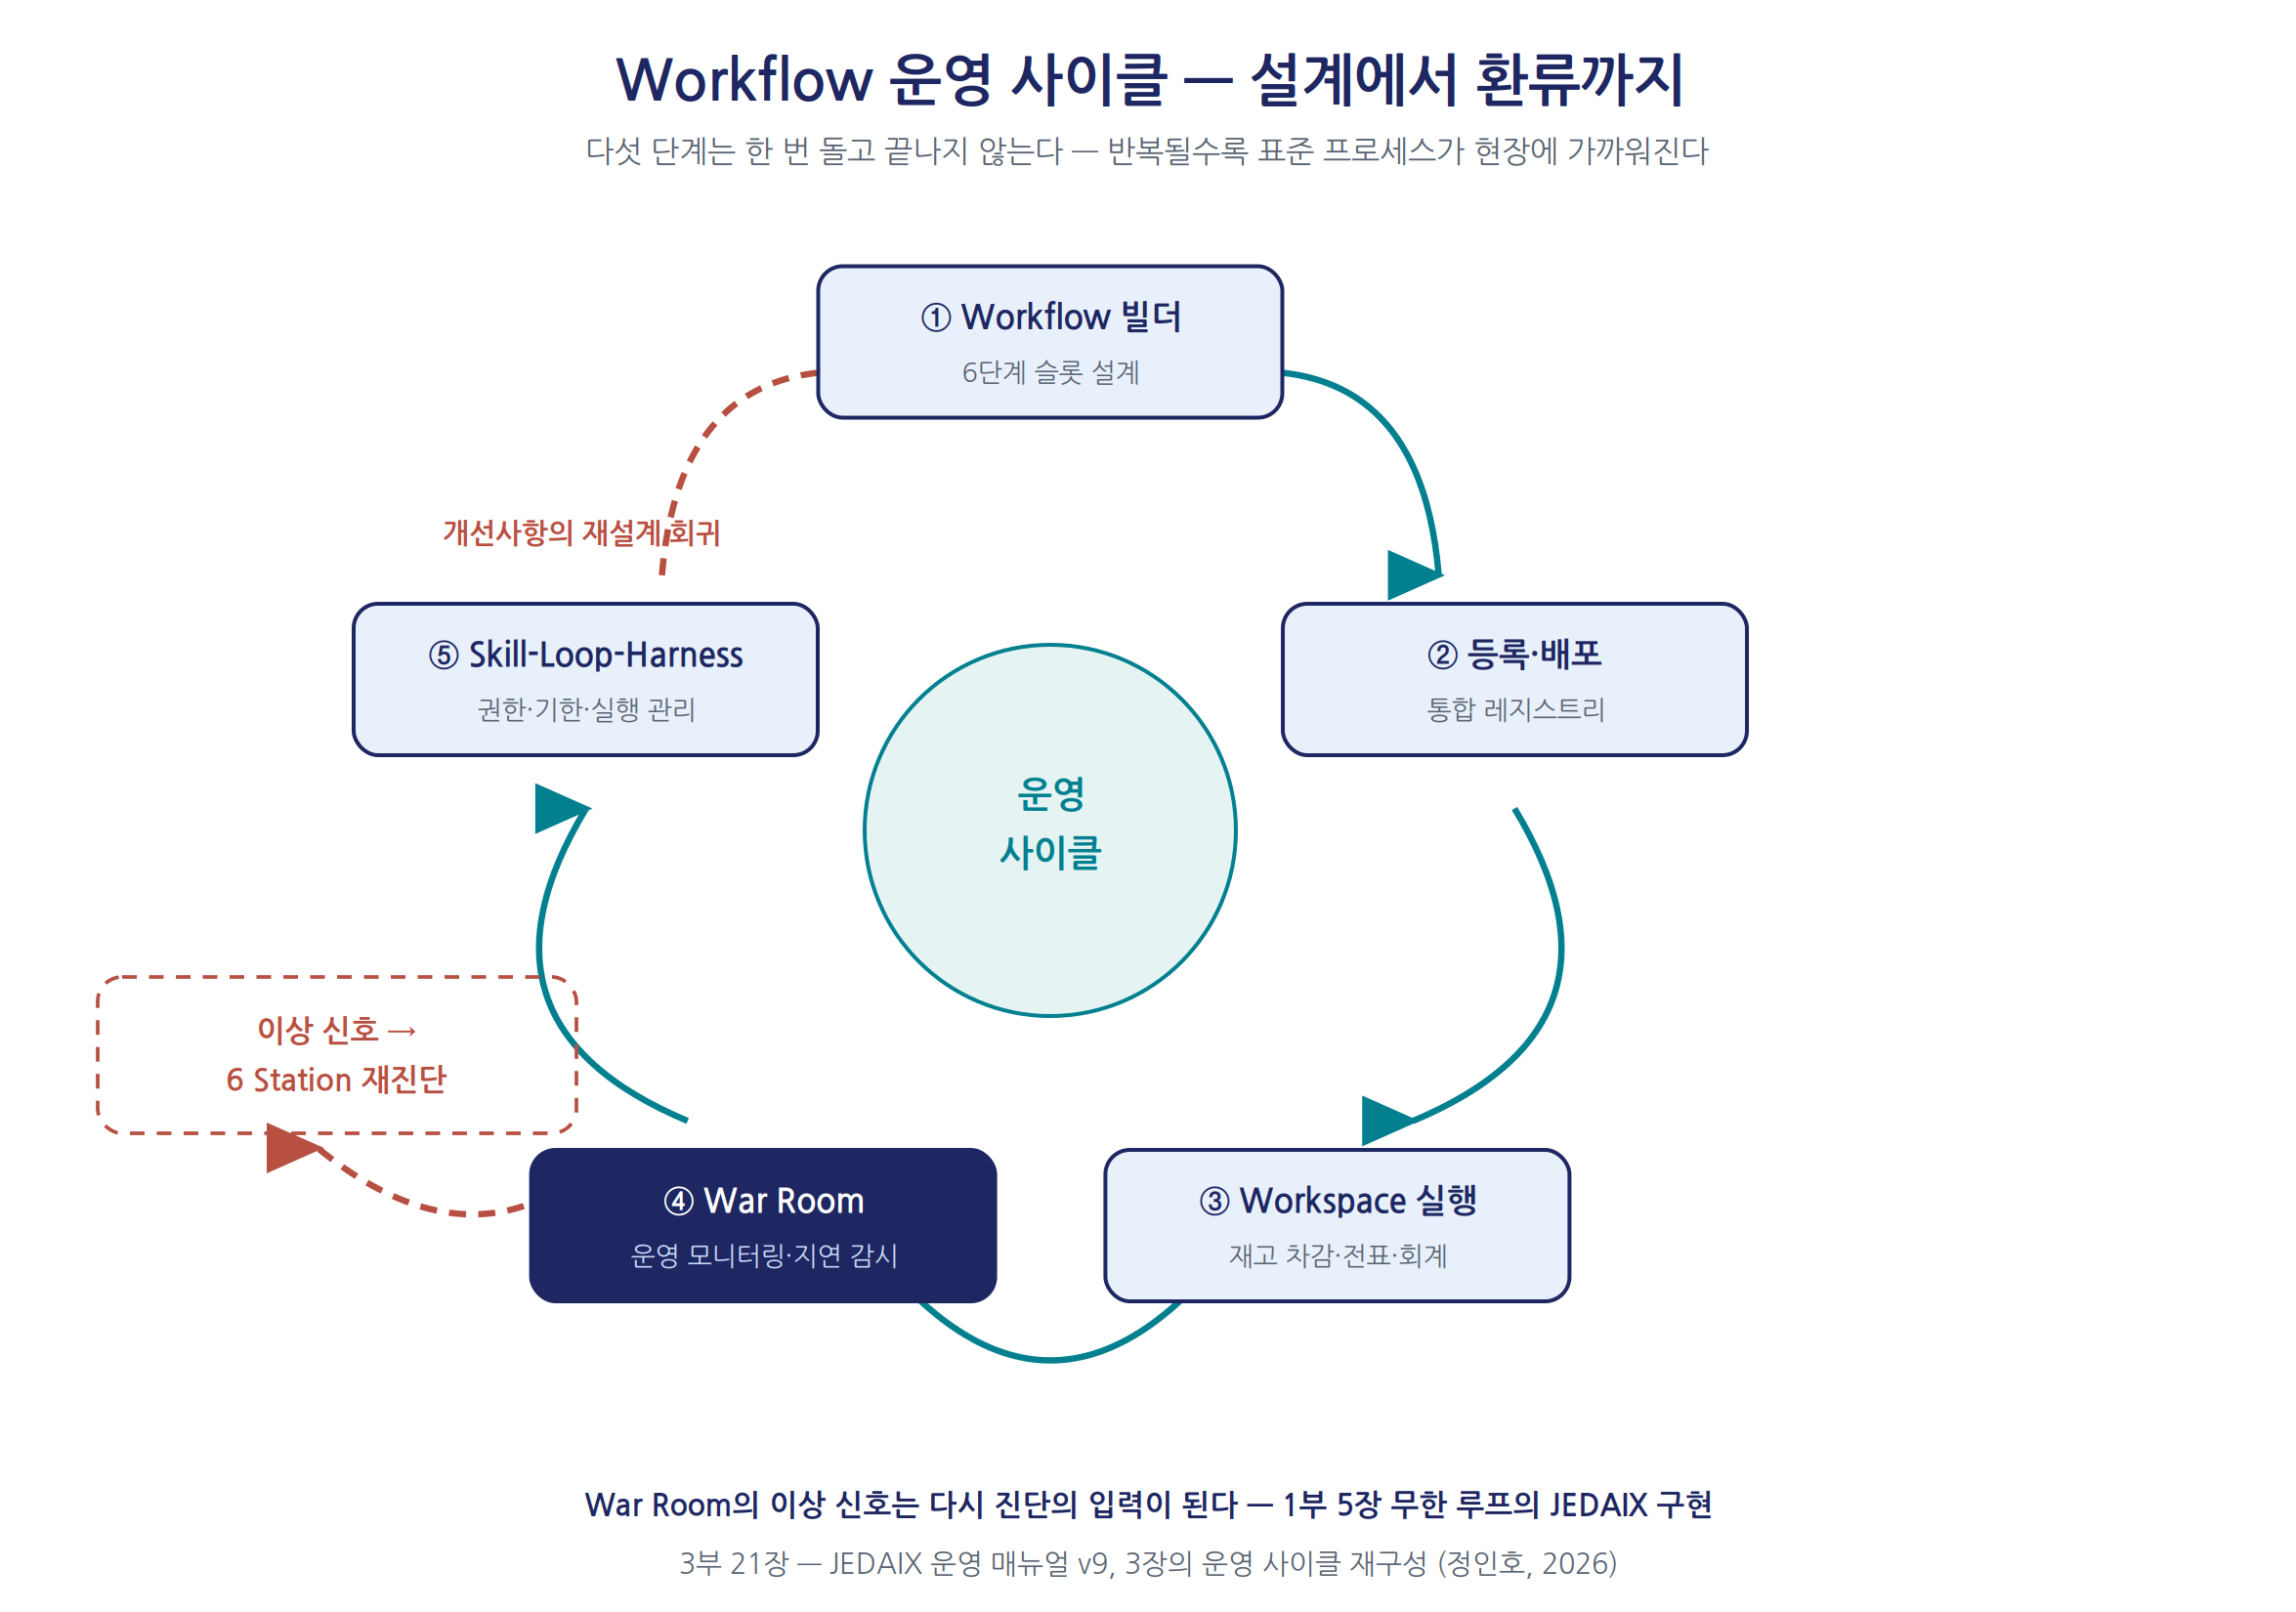 Workflow 운영 사이클 — 설계에서 환류까지
다섯 단계는 한 번 돌고 끝나지 않는다 — 반복될수록 표준 프로세스가 현장에 가까워진다
① Workflow 빌더
6단계 슬롯 설계
개선사항의 재설계 회귀
⑤ Skill-Loop-Harness
권한·기한·실행 관리
② 등록·배포
통합 레지스트리
운영
사이클
이상 신호 →
6 Station 재진단
④ War Room
운영 모니터링·지연 감시
③ Workspace 실행
재고 차감·전표·회계
War Room의 이상 신호는 다시 진단의 입력이 된다 — 1부 5장 무한 루프의 JEDAIX 구현
3부 21장 — JEDAIX 운영 매뉴얼 v9, 3장의 운영 사이클 재구성 (정인호, 2026)